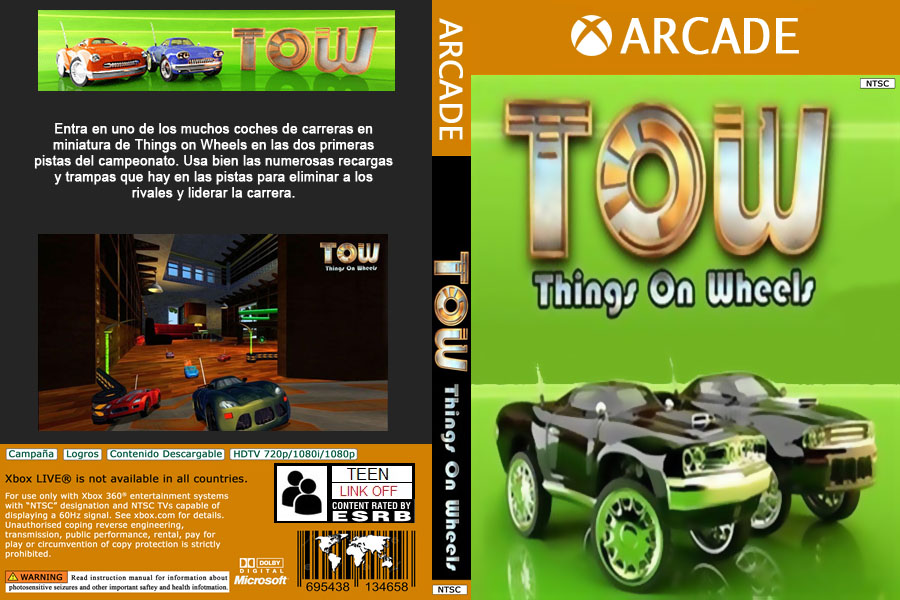 TOW
Entra en uno de los muchos coches de carreras en
miniatura de Things on Wheels en las dos primeras
pistas del campeonato. Usa bien las numerosas recargas
y trampas que hay en las pistas para eliminar a los
rivales y liderar la carrera.
TOW
Things On Wheels
Campaña Logros Contenido Descargable HDTV 720p/1080i/1080p
Xbox LIVE® is not available in all countries.
For use only with Xbox 360® entertainment systems
with “NTSC” designation and NTSC TVs capable of
displaying a 60Hz signal. See xbox.com for details.
Unauthorised coping reverse engineering,
transmission, public performance, rental, pay for
play or circumvention of copy protection is strictly
prohibited.
WARNING Read instruction manual for information about
photosensitive seizures and other important saftey and health information.
TEEN
LINK OFF
CONTENT RATED BY
ESRB
DOLBY
DIGITAL
Microsoft®
695438 134658
ARCADE
TOW
Things On Wheels
NTSC
ARCADE
NTSC
TOW
Things On Wheels